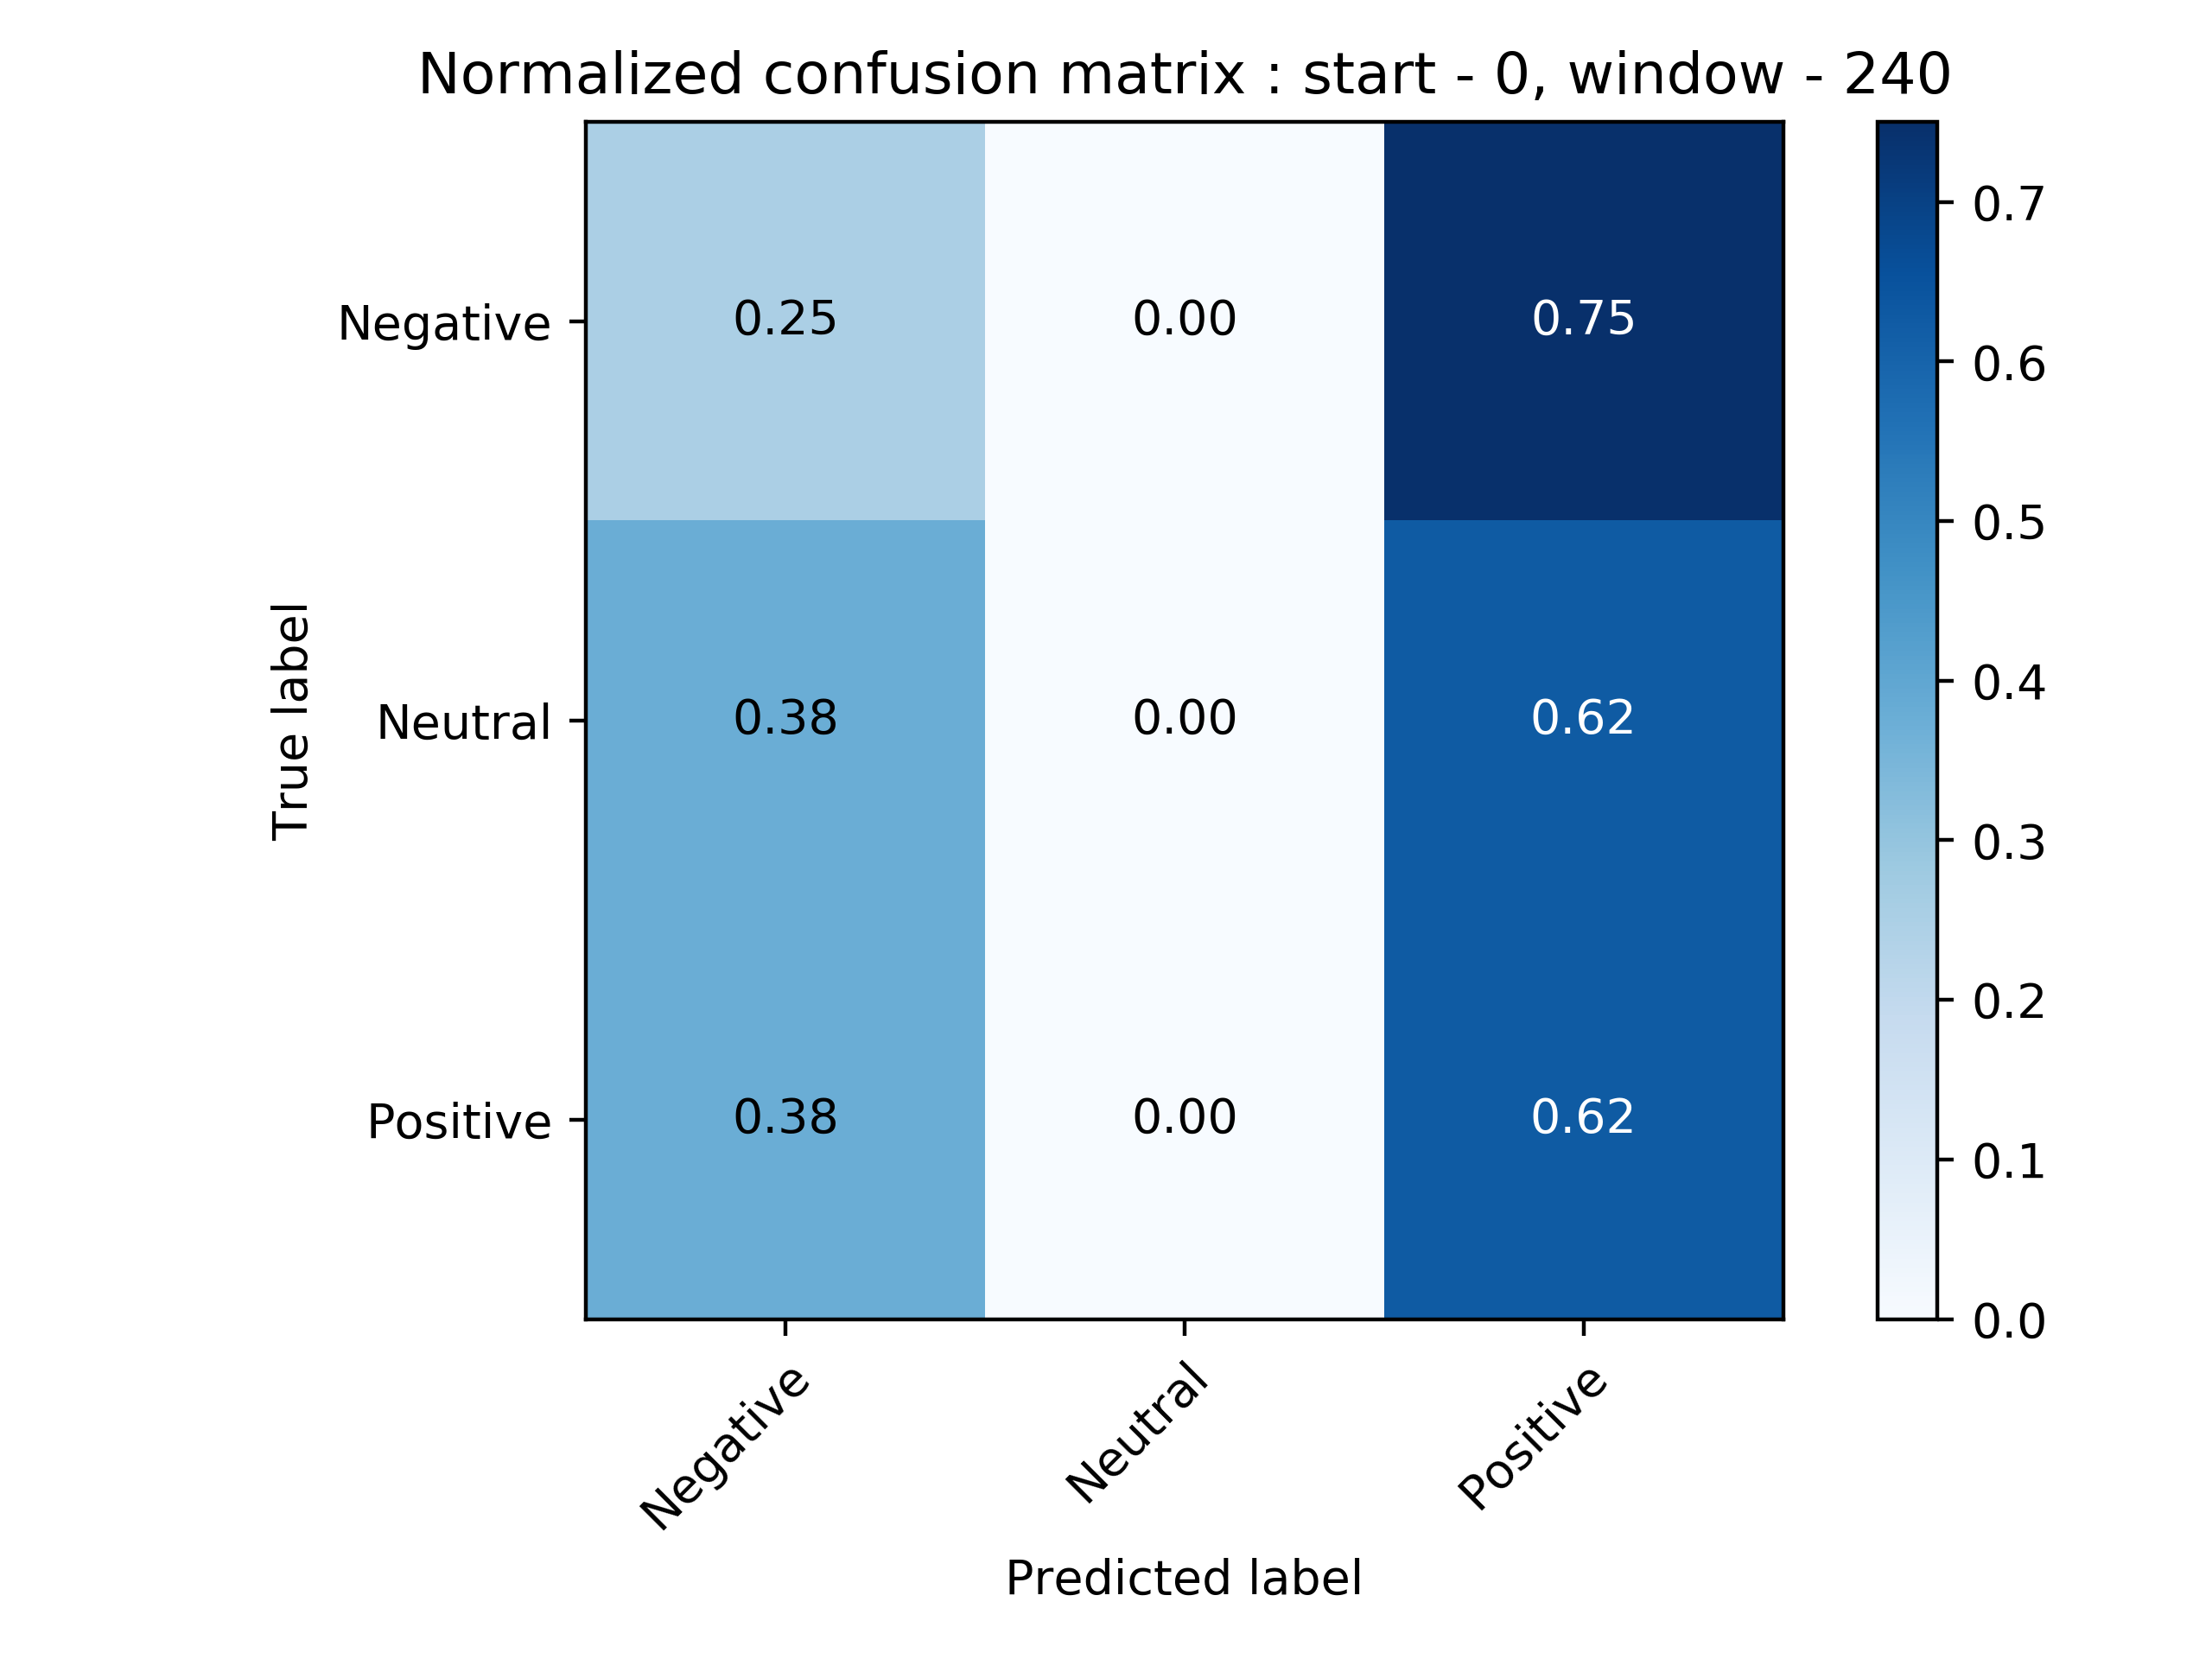 Normalized confusion matrix : start - 0, window - 240
True label
Negative 0.25 0.00 0.75
Neutral 0.38 0.00 0.62
Positive 0.38 0.00 0.62
Negative Neutral Positive
Predicted label
0.7
0.6
0.5
0.4
0.3
0.2
0.1
0.0